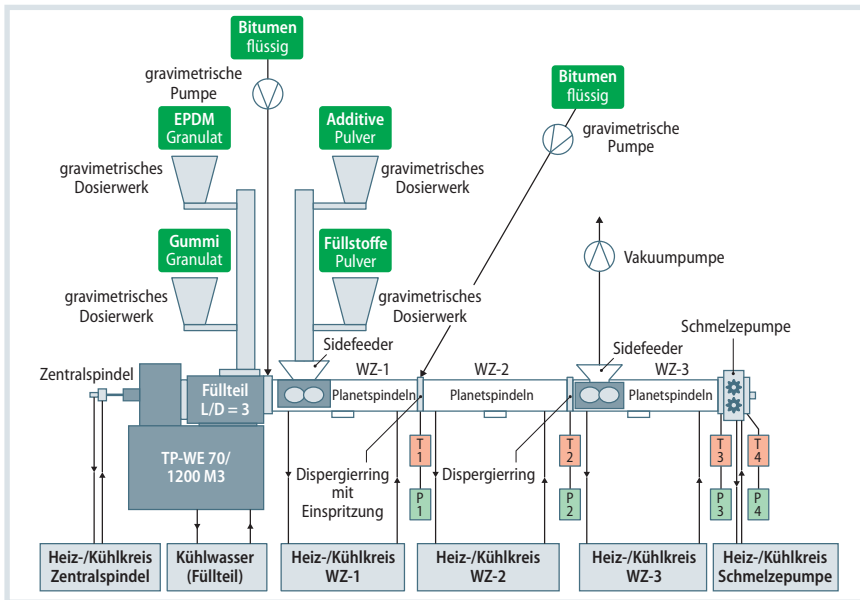 Bitumen
flüssig
gravimetrische
Pumpe
Bitumen
flüssig
gravimetrische
Pumpe
EPDM
Granulat
Additive
Pulver
gravimetrisches
Dosierwerk
gravimetrisches
Dosierwerk
Gummi
Granulat
Füllstoffe
Pulver
Vakuumpumpe
gravimetrisches
Dosierwerk
gravimetrisches
Dosierwerk
Schmelzepumpe
Sidefeeder
Sidefeeder
Zentralspindel
WZ-1
WZ-2
WZ-3
Füllteil
L/D = 3
Planetspindeln
Planetspindeln
Planetspindeln
TP-WE 70/
1200 M3
Dispergierring
mit
Einspritzung
Dispergierring
T
1
T
2
T
3
T
4
P
1
P
2
P
3
P
4
Heiz-/Kühlkreis
Zentralspindel
Kühlwasser
(Füllteil)
Heiz-/Kühlkreis
WZ-1
Heiz-/Kühlkreis
WZ-2
Heiz-/Kühlkreis
WZ-3
Heiz-/Kühlkreis
Schmelzepumpe